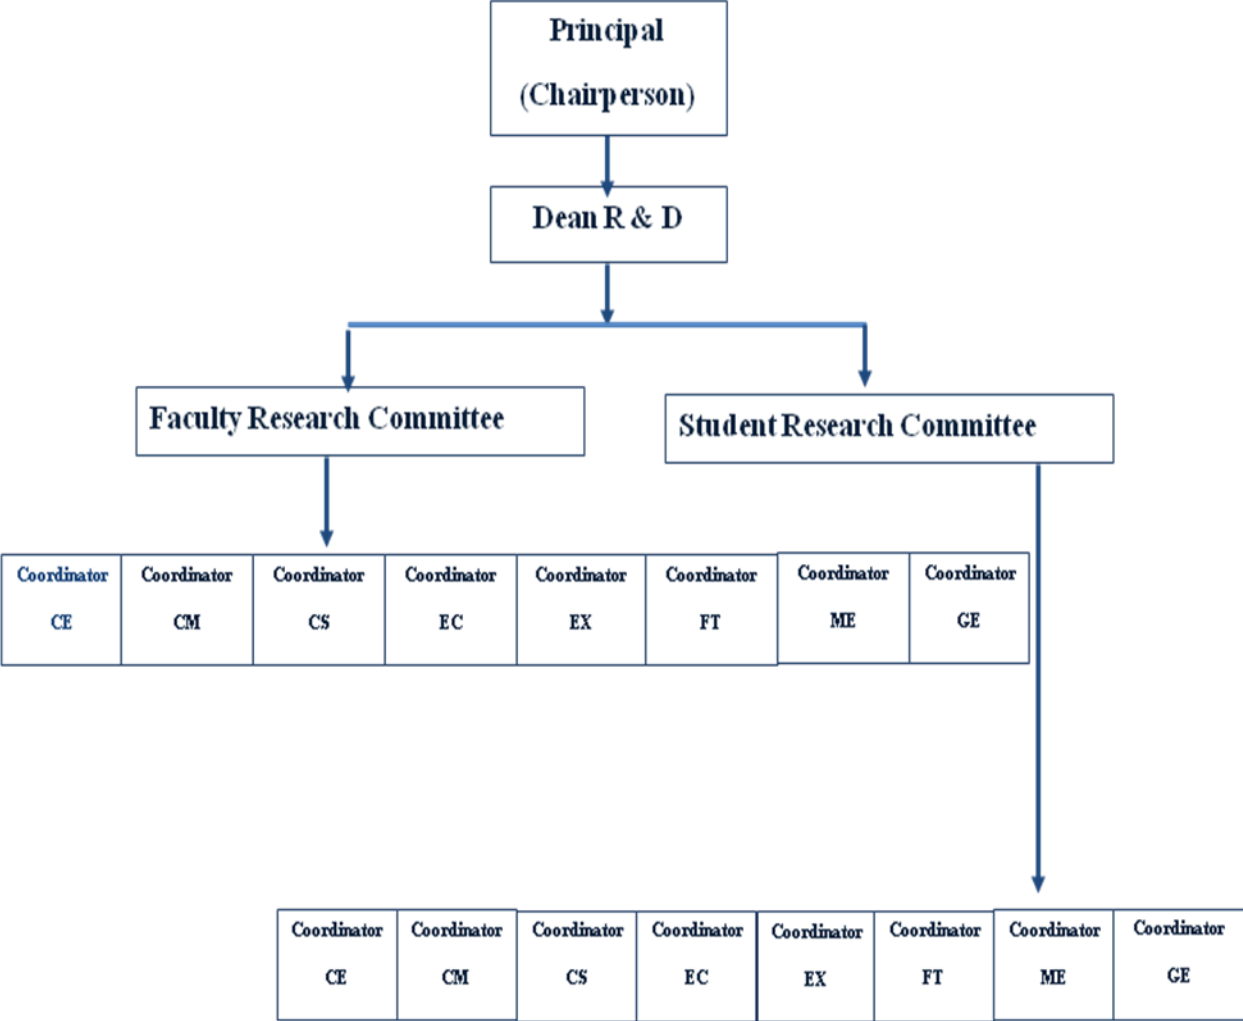 Principal
(Chairperson)
Dean R & D
Faculty Research Committee
Student Research Committee
Coordinator Coordinator Coordinator Coordinator Coordinator Coordinator Coordinator Coordinator
CE CM CS EC EX FT ME GE
Coordinator Coordinator Coordinator Coordinator Coordinator Coordinator Coordinator Coordinator
CE CM CS EC EX FT ME GE